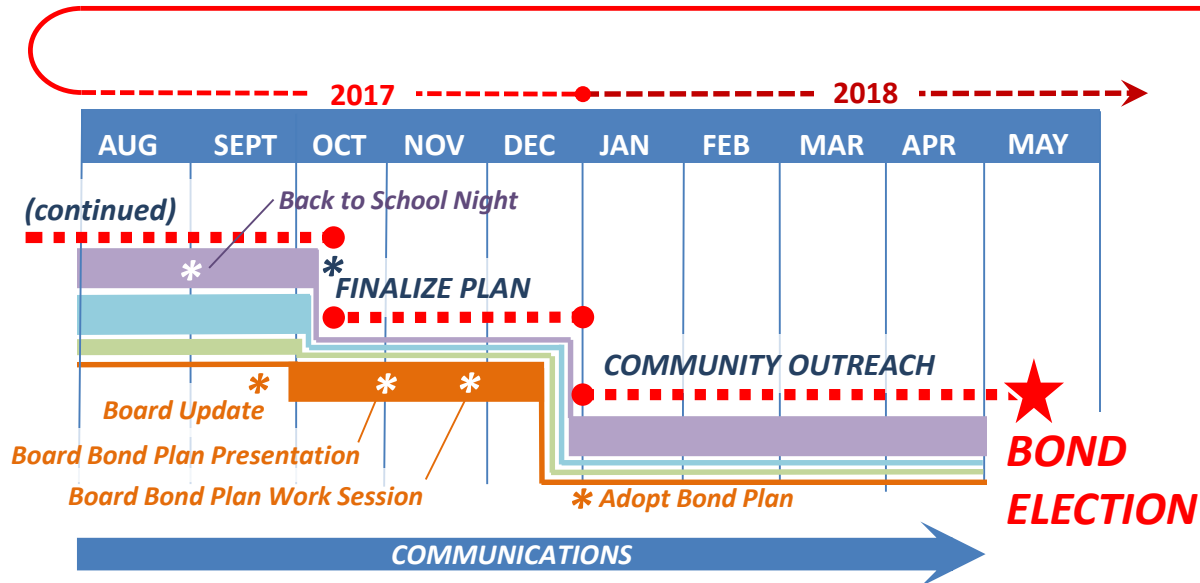 2017 2018
AUG SEPT OCT NOV DEC JAN FEB MAR APR MAY
(continued)
Back to School Night
*
*
FINALIZE PLAN
COMMUNITY OUTREACH
* * *
Board Update
Board Bond Plan Presentation
Board Bond Plan Work Session
* Adopt Bond Plan
BOND
ELECTION
COMMUNICATIONS